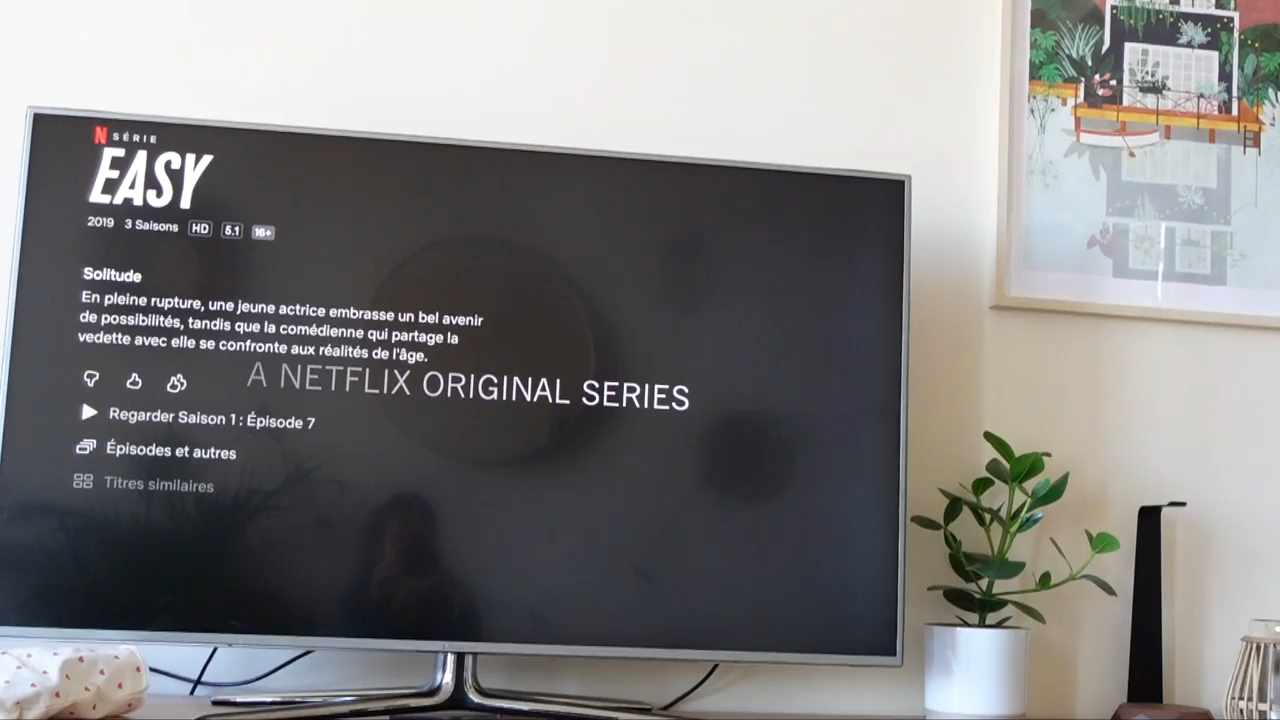 N SÉRIE
EASY
2019 3 Saisons HD 5.1 16+
Solitude
En pleine rupture, une jeune actrice embrasse un bel avenir
de possibilités, tandis que la comédienne qui partage la
vedette avec elle se confronte aux réalités de l'âge.
A NETFLIX ORIGINAL SERIES
Regarder Saison 1 : Épisode 7
Épisodes et autres
Titres similaires